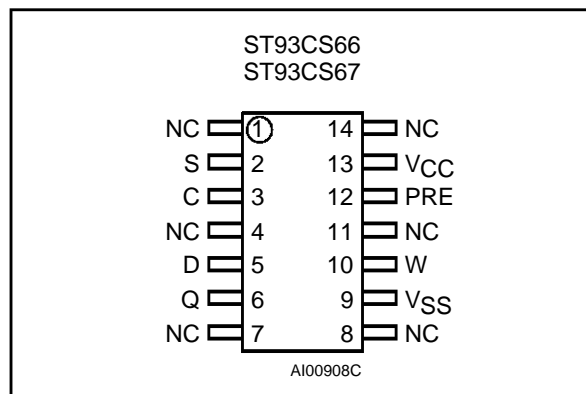 ST93CS66
ST93CS67
NC 1 14 NC
S 2 13 VCC
C 3 12 PRE
NC 4 11 NC
D 5 10 W
Q 6 9 VSS
NC 7 8 NC
AI00908C